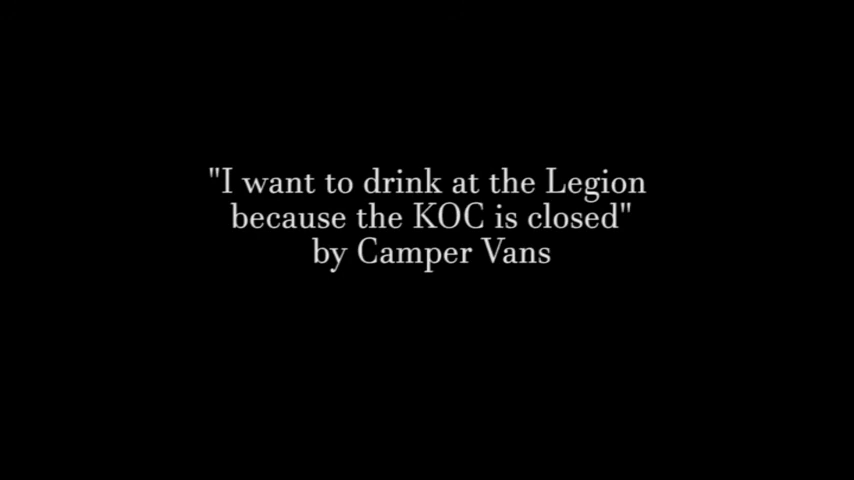 "I want to drink at the Legion
because the KOC is closed"
by Camper Vans